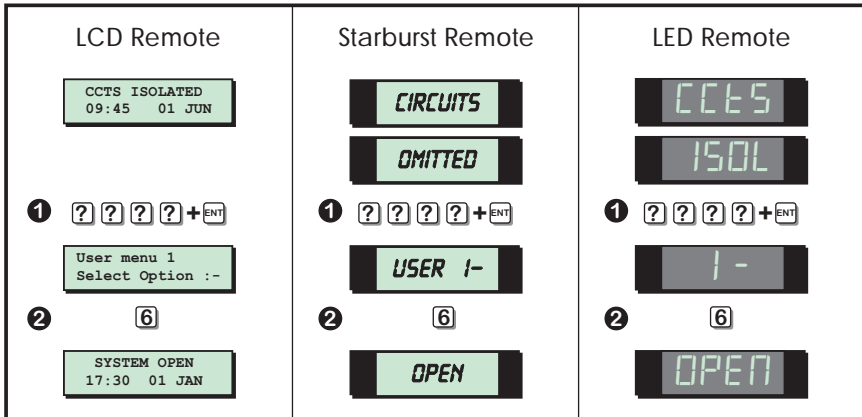 LCD Remote
CCTS ISOLATED
09:45 01 JUN
1 ? ? ? ? + ENT
User menu 1
Select Option :-
2 6
SYSTEM OPEN
17:30 01 JAN
Starburst Remote
CIRCUITS
OMITTED
1 ? ? ? ? + ENT
USER 1-
2 6
OPEN
LED Remote
CCtS
ISOL
1 ? ? ? ? + ENT
1 -
2 6
OPEn